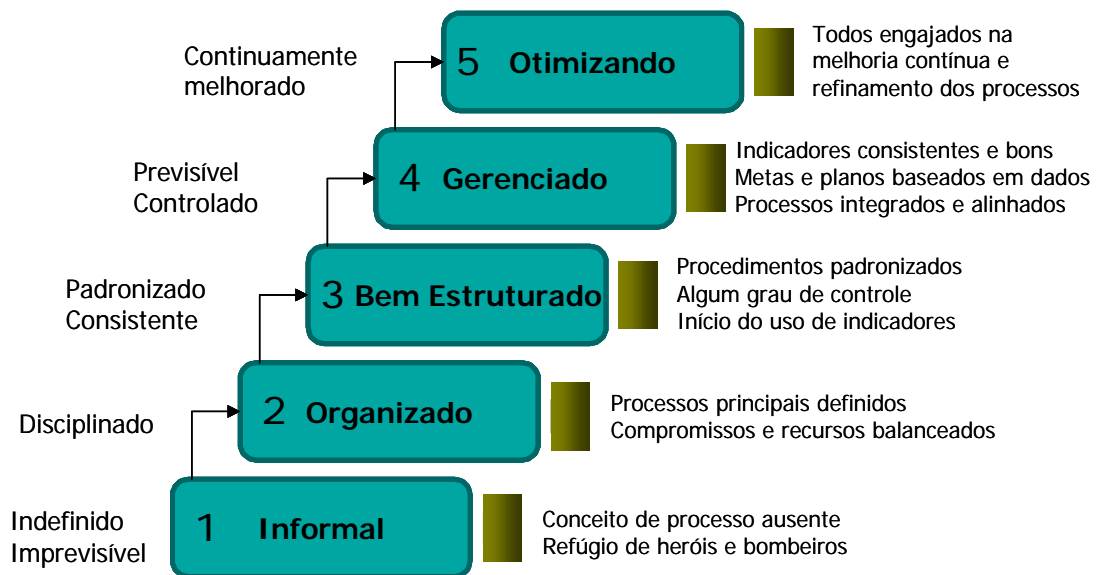 Continuamente
melhorado
5 Otimizando
Todos engajados na
melhoria contínua e
refinamento dos processos
Previsível
Controlado
4 Gerenciado
Indicadores consistentes e bons
Metas e planos baseados em dados
Processos integrados e alinhados
Padronizado
Consistente
3 Bem Estruturado
Procedimentos padronizados
Algum grau de controle
Início do uso de indicadores
Disciplinado
2 Organizado
Processos principais definidos
Compromissos e recursos balanceados
Indefinido
Imprevisível
1 Informal
Conceito de processo ausente
Refúgio de heróis e bombeiros